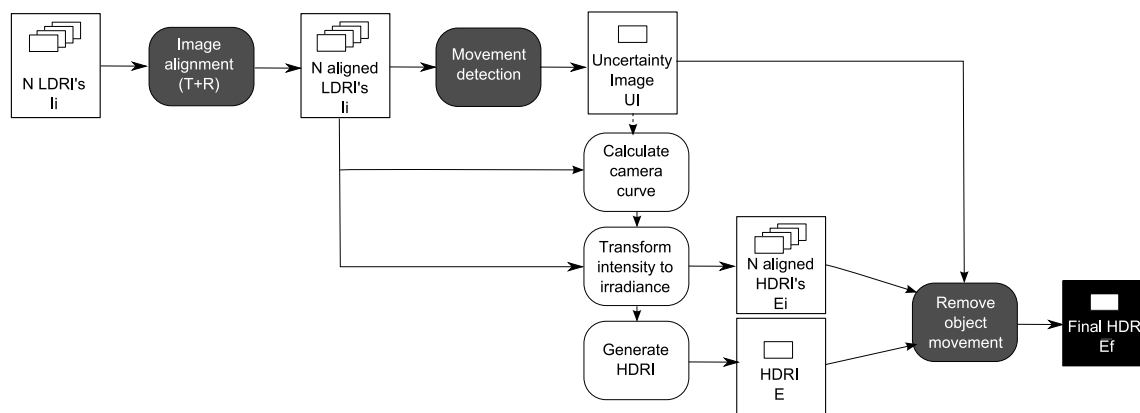 N LDRI's
Ii
Image
alignment
(T+R)
N aligned
LDRI's
Ii
Movement
detection
Uncertainty
Image
UI
Calculate
camera
curve
Transform
intensity to
irradiance
N aligned
HDRI's
Ei
Generate
HDRI
HDRI
E
Remove
object
movement
Final HDR
Ef